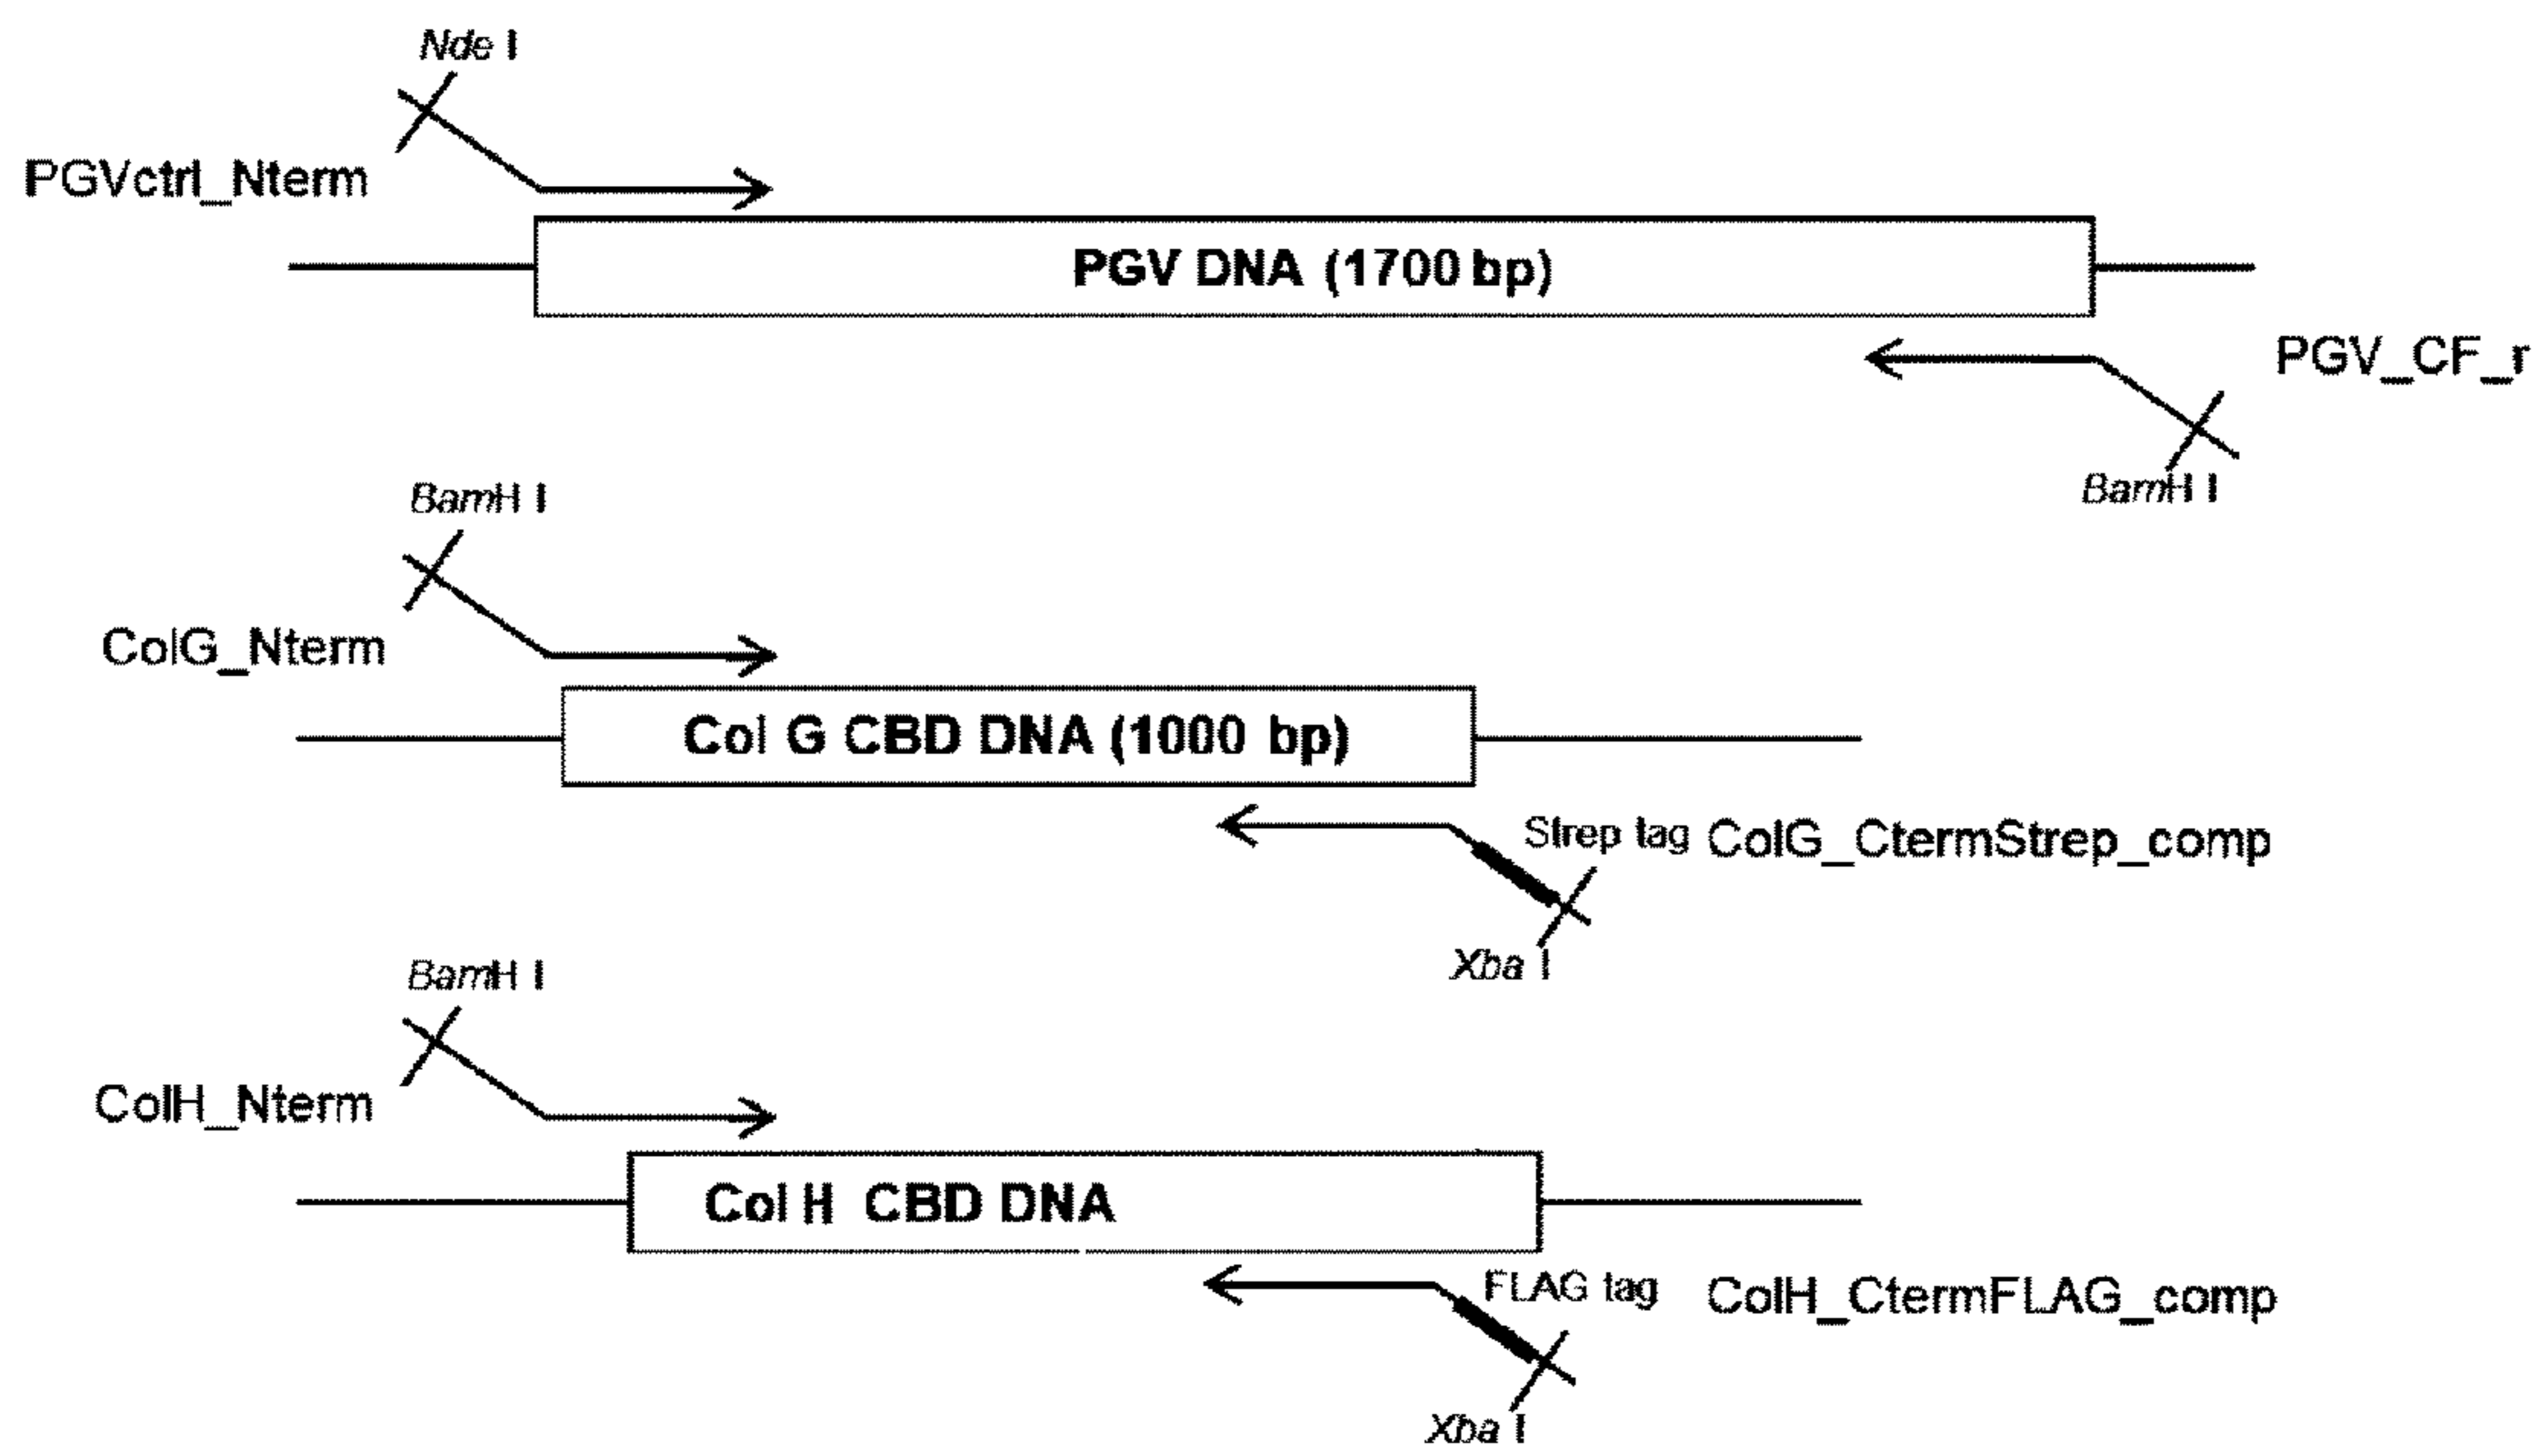 Nde I
PGVctrl_Nterm
PGV DNA (1700 bp)
PGV_CF_r
BamH I
BamH I
ColG_Nterm
Col G CBD DNA (1000 bp)
Strep tag ColG_CtermStrep_comp
Xba I
BamH I
ColH_Nterm
Col H CBD DNA
FLAG tag ColH_CtermFLAG_comp
Xba I